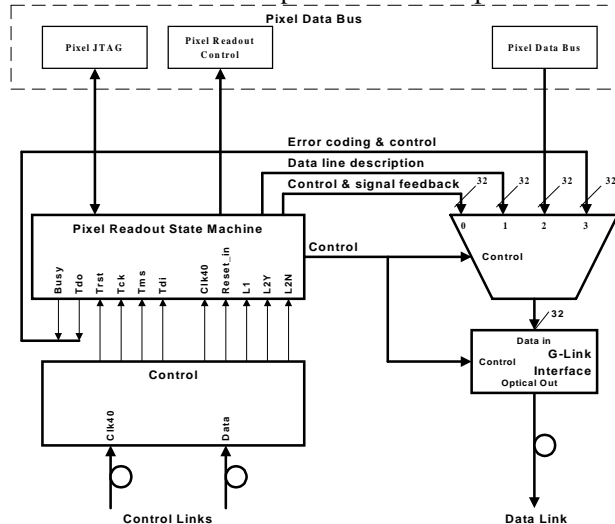 Pixel Data Bus
Pixel JTAG
Pixel Readout
Control
Pixel Data Bus
Error coding & control
Data line description
Control & signal feedback
32
32
32
32
Pixel Readout State Machine
0
1
2
3
Control
Control
Busy
Tdo
Trst
Tck
Tms
Tdi
Clk40
Reset_in
L1
L2Y
L2N
32
Data in
G-Link
Control
Interface
Optical Out
Control
Clk40
Data
Control Links
Data Link